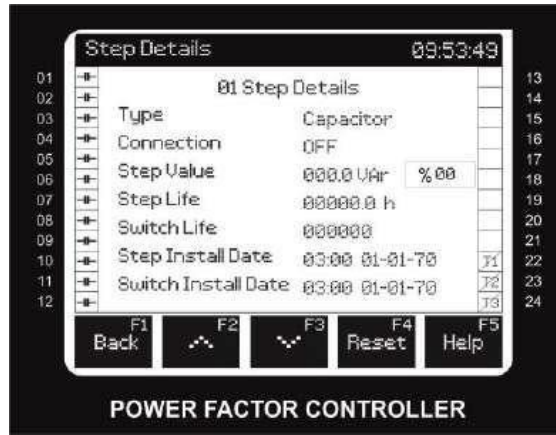 Step Details 09:53:49
01 Step Details
Type Capacitor
Connection OFF
Step Value 000.0 VAr %00
Step Life 00000.0 h
Switch Life 000000
Step Install Date 03:00 01-01-70
Switch Install Date 03:00 01-01-70
01
02
03
04
05
06
07
08
09
10
11
12
13
14
15
16
17
18
19
20
21
22
23
24
T1
T2
T3
F1 F2 F3 F4 F5
Back Reset Help
POWER FACTOR CONTROLLER